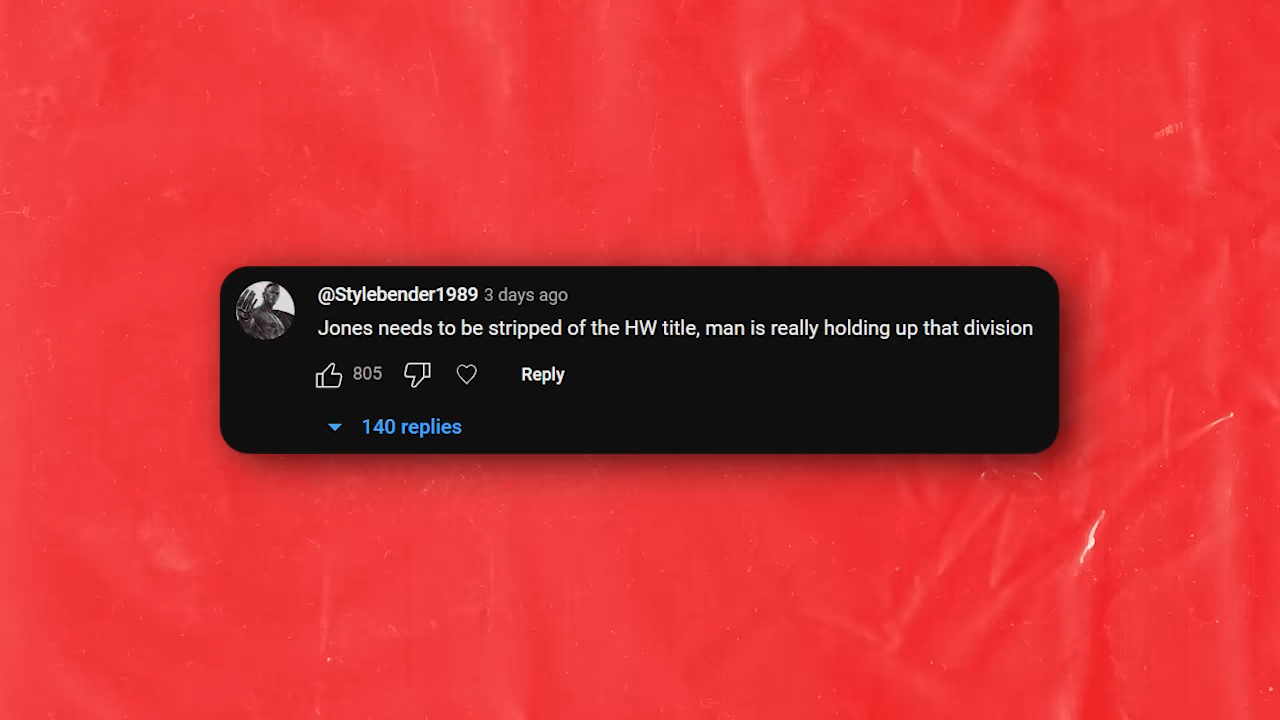 @Stylebender1989 3 days ago
Jones needs to be stripped of the HW title, man is really holding up that division
805 Reply
140 replies